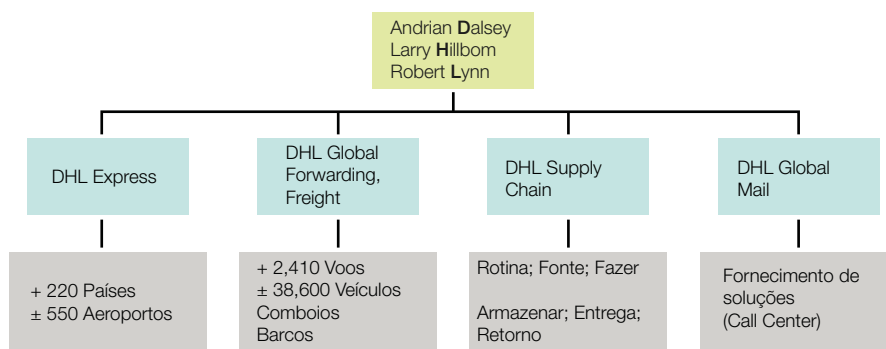 Andrian Dalsey
Larry Hillbom
Robert Lynn
DHL Express
DHL Global
Forwarding,
Freight
DHL Supply
Chain
DHL Global
Mail
+ 220 Países
± 550 Aeroportos
+ 2,410 Voos
± 38,600 Veículos
Comboios
Barcos
Rotina; Fonte; Fazer
Armazenar; Entrega;
Retorno
Fornecimento de
soluções
(Call Center)